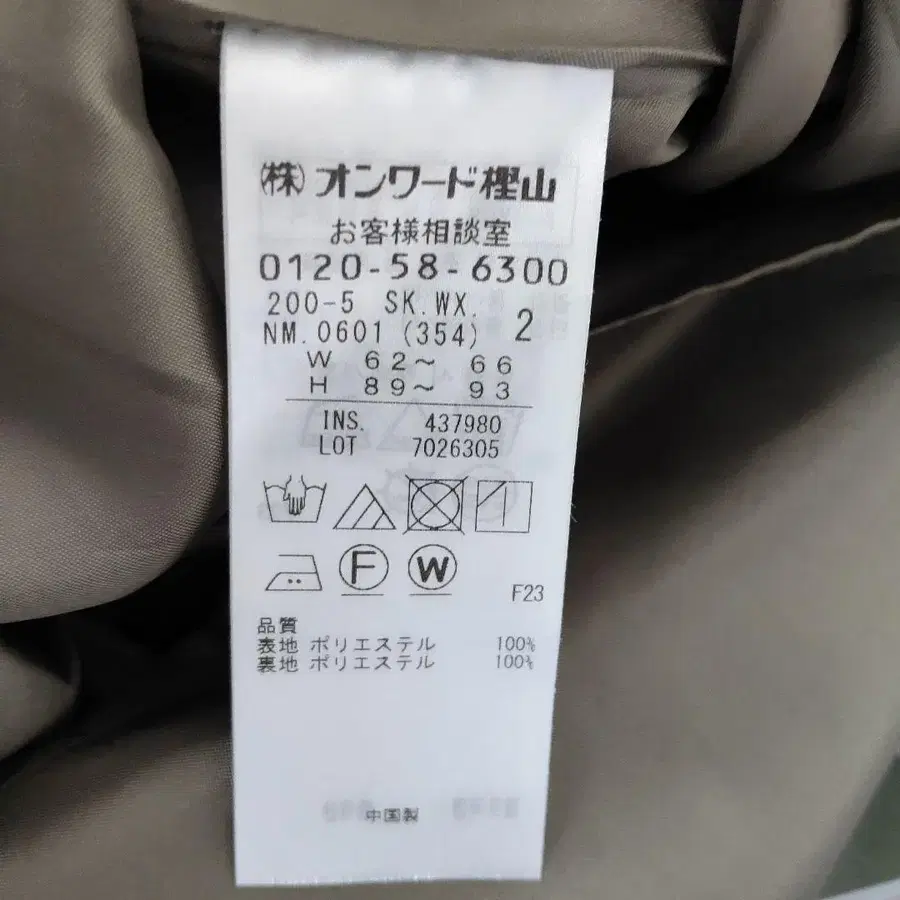 ㈱ オンワード樫山
お客様相談室
0120-58-6300
200-5 SK.WX.
NM.0601 (354) 2
W 62～ 66
H 89～ 93
INS. 437980
LOT 7026305
F W
F23
品質
表地 ポリエステル 100%
裏地 ポリエステル 100%
中国製